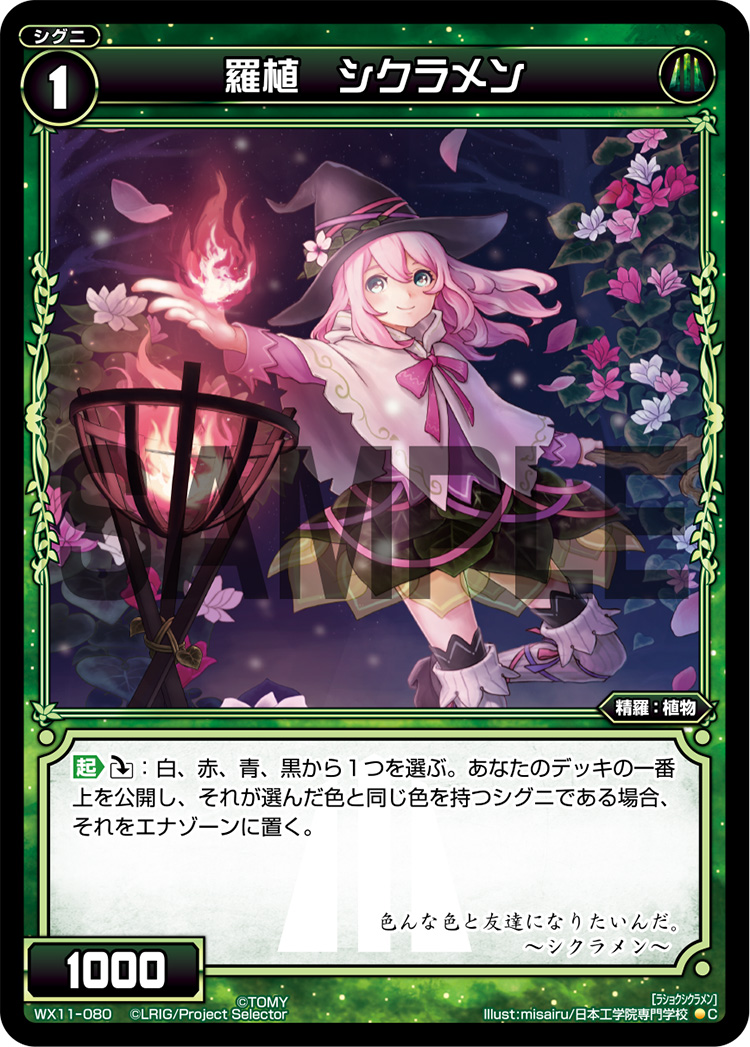 シグニ
1
羅植 シクラメン
SAMPLE
精羅:植物
起 :白、赤、青、黒から1つを選ぶ。あなたのデッキの一番
上を公開し、それが選んだ色と同じ色を持つシグニである場合、
それをエナゾーンに置く。
色んな色と友達になりたいんだ。
~シクラメン~
1000
WX11-080 ©LRIG/Project Selector
©TOMY
[ラショクシクラメン]
Illust:misairu/日本工学院専門学校 C